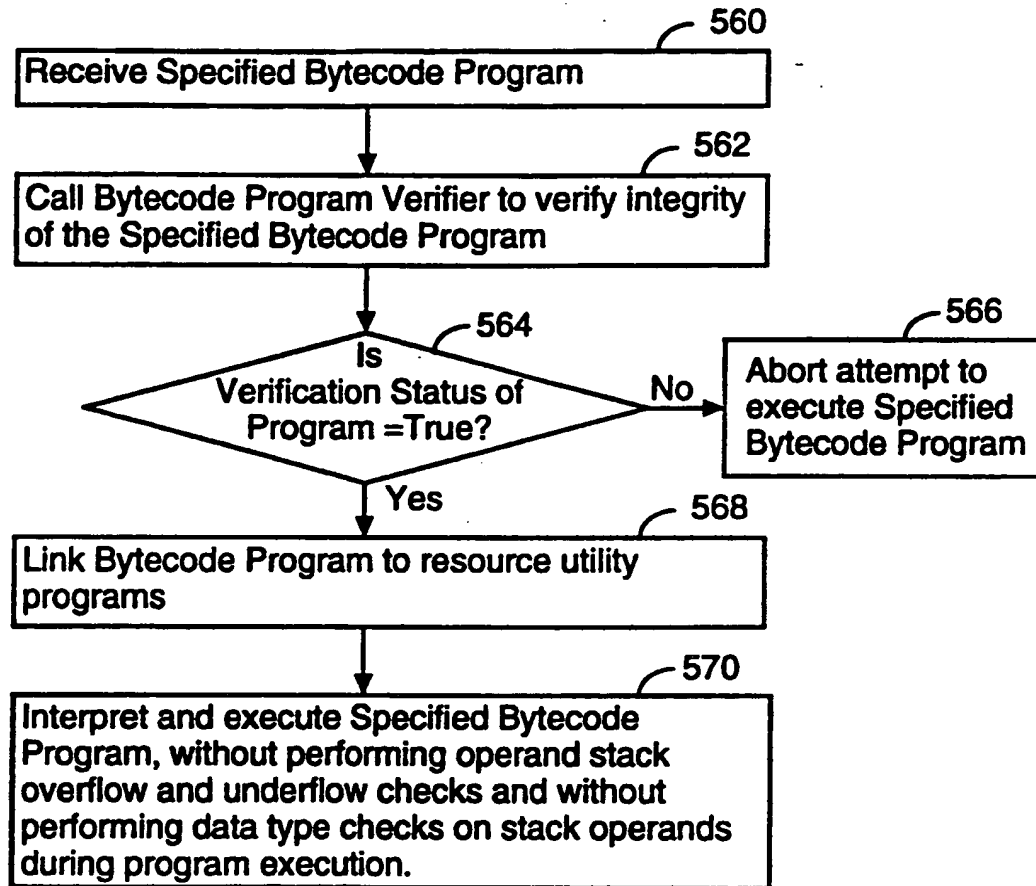 560
Receive Specified Bytecode Program
562
Call Bytecode Program Verifier to verify integrity
of the Specified Bytecode Program
564
Is
Verification Status of
Program =True?
No
566
Abort attempt to
execute Specified
Bytecode Program
Yes
568
Link Bytecode Program to resource utility
programs
570
Interpret and execute Specified Bytecode
Program, without performing operand stack
overflow and underflow checks and without
performing data type checks on stack operands
during program execution.